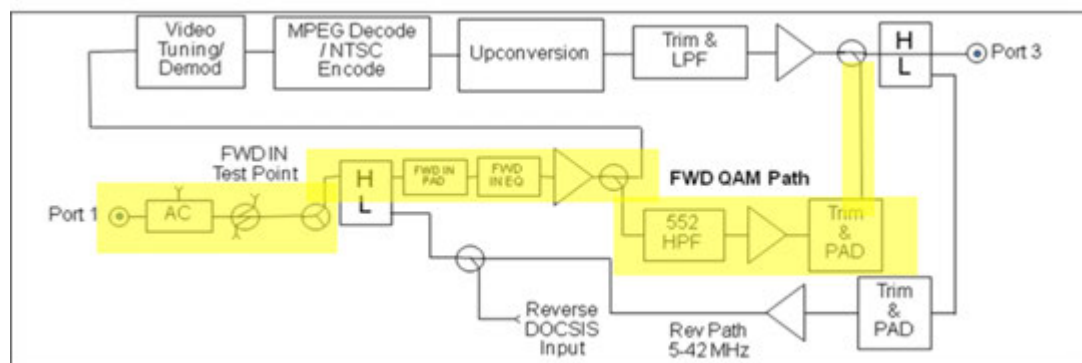 Video
Tuning/
Demod
MPEG Decode
/ NTSC
Encode
Upconversion
Trim &
LPF
H
L
Port 3
FWD IN
Test Point
H
L
FWD IN
PAD
FWD
IN EQ
FWD QAM Path
Port 1
AC
552
HPF
Trim
&
PAD
Reverse
DOCSIS
Input
Rev Path
5-42 MHz
Trim
&
PAD